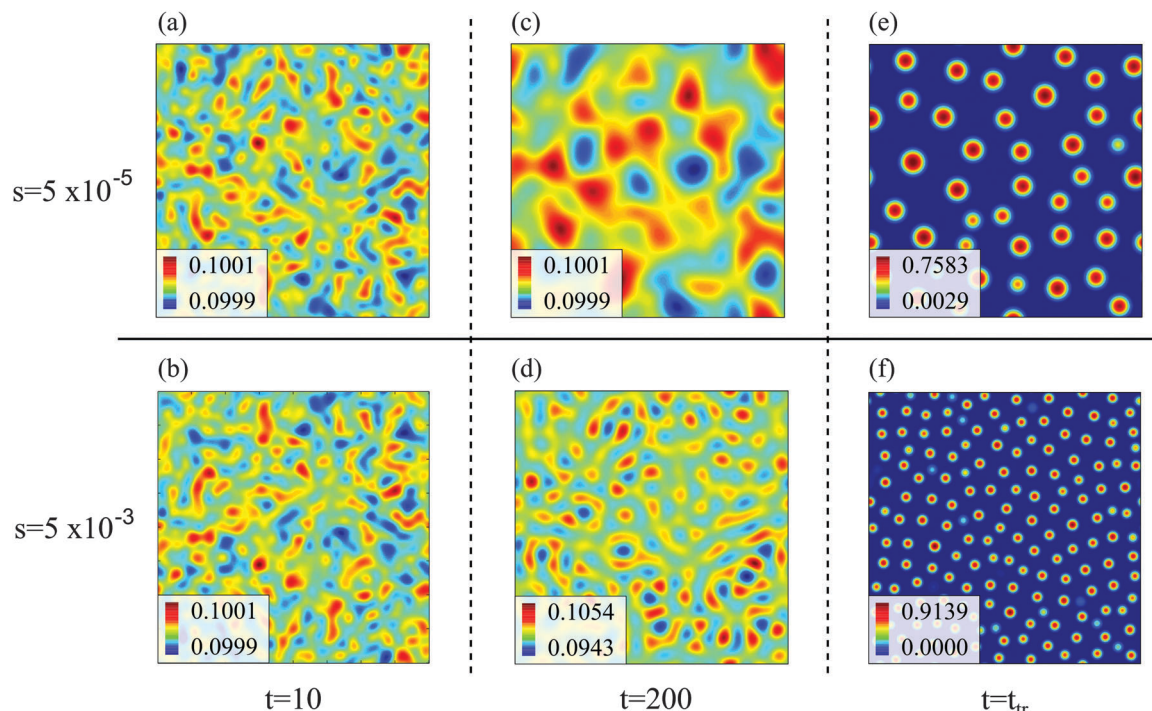 (a)
(c)
(e)
s=5 x10-5
0.1001
0.0999
0.1001
0.0999
0.7583
0.0029
(b)
(d)
(f)
s=5 x10-3
0.1001
0.0999
0.1054
0.0943
0.9139
0.0000
t=10
t=200
t=ttr